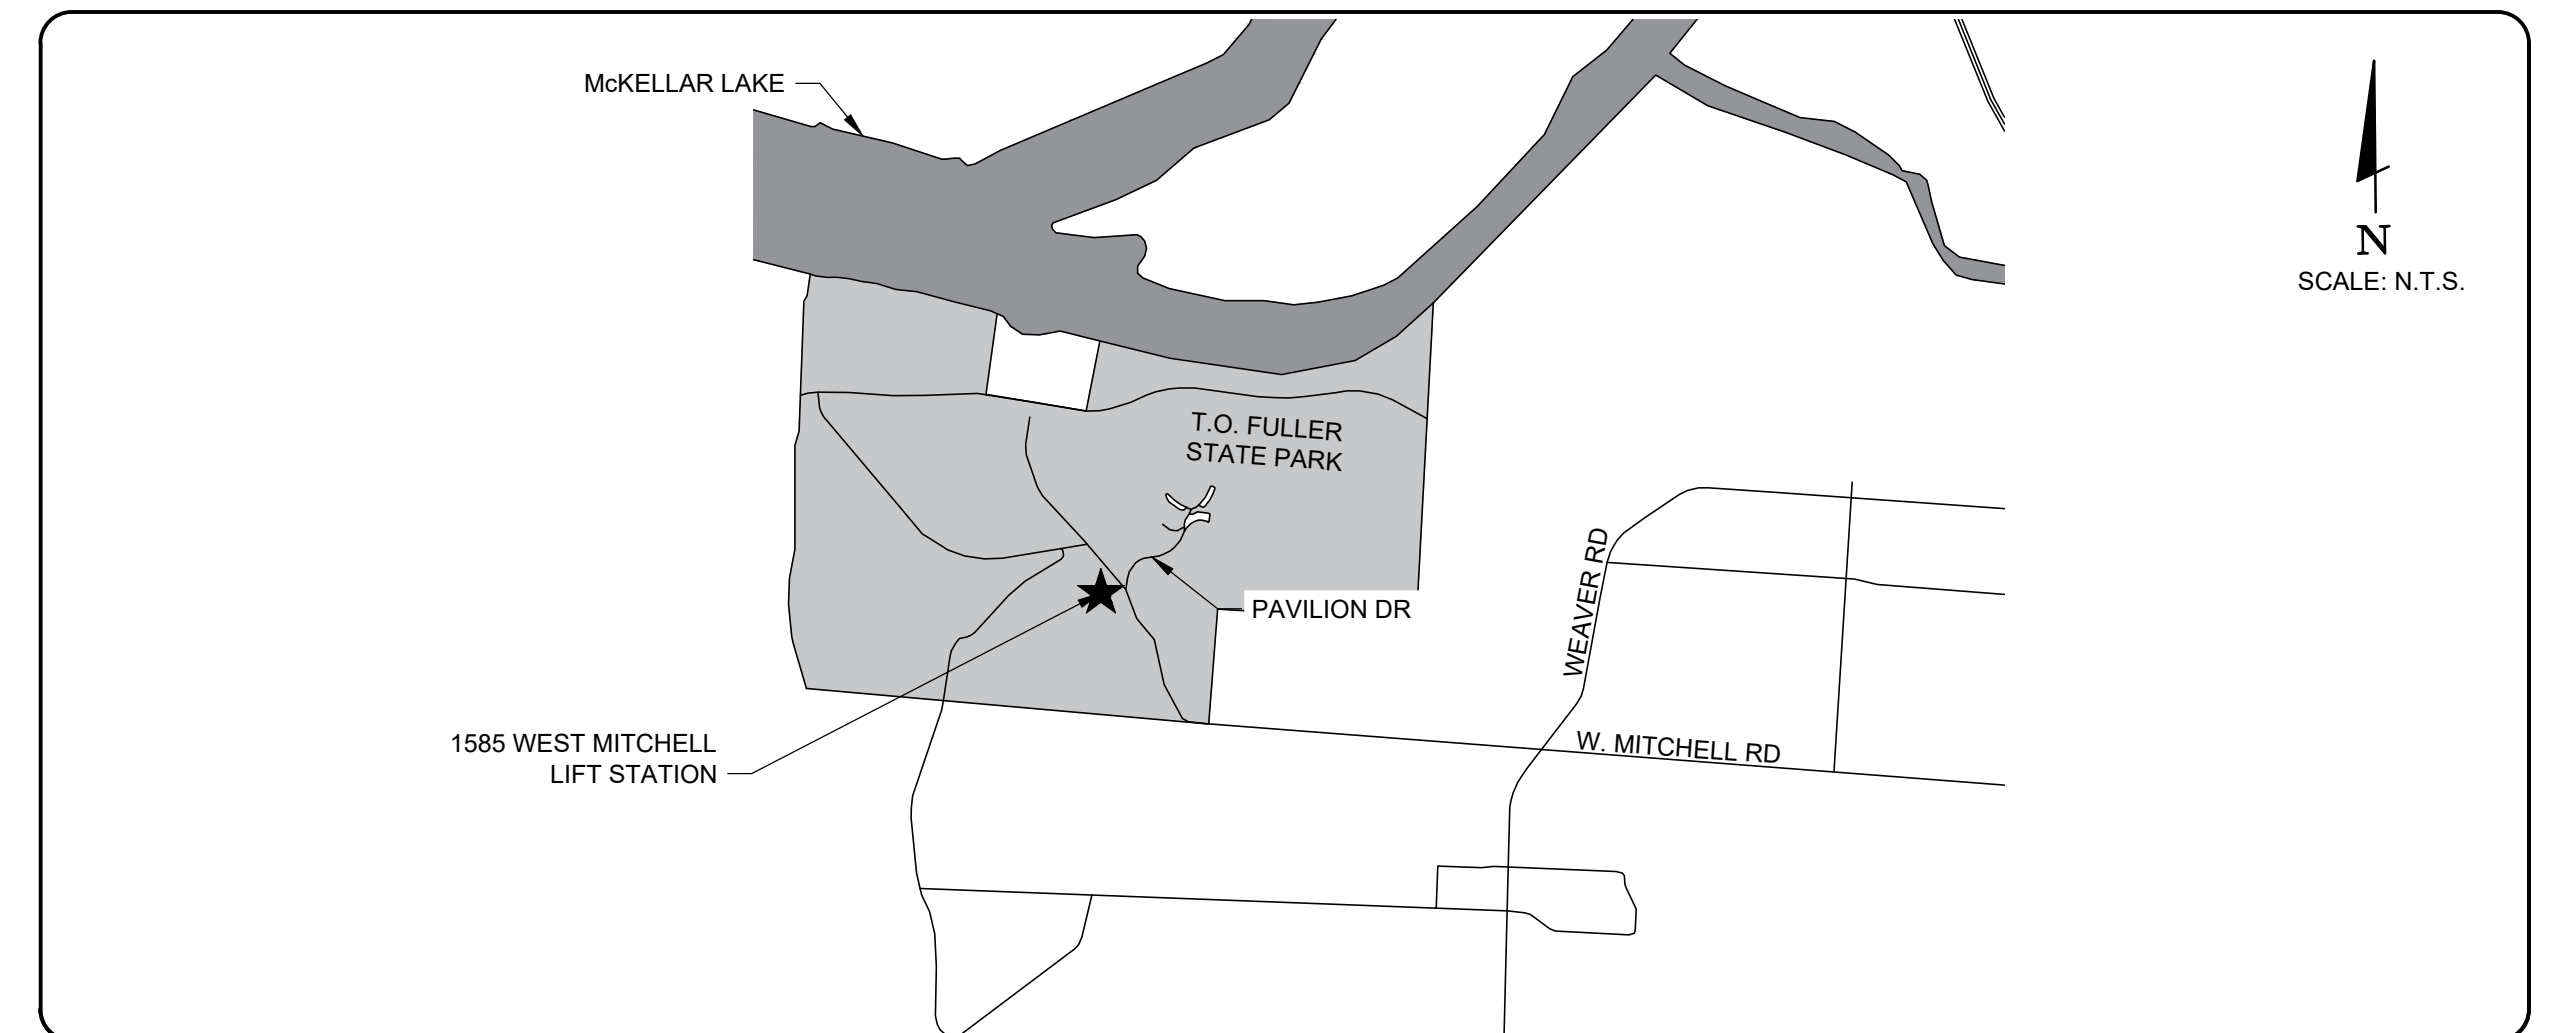 McKELLAR LAKE
N
SCALE: N.T.S.
T.O. FULLER
STATE PARK
WEAVER RD
PAVILION DR
1585 WEST MITCHELL
LIFT STATION
W. MITCHELL RD